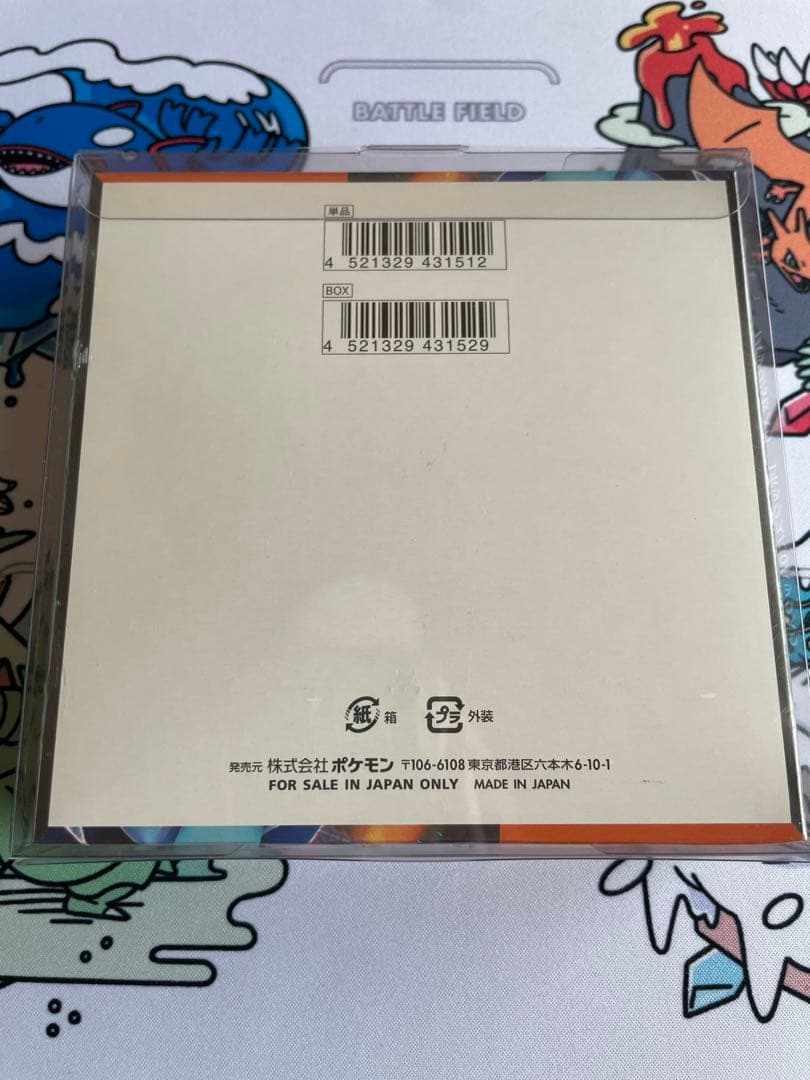 BATTLE FIELD
単品
4 521329 431512
BOX
4 521329 431529
紙 箱 プラ 外装
発売元 株式会社 ポケモン 〒106-6108 東京都港区六本木6-10-1
FOR SALE IN JAPAN ONLY MADE IN JAPAN